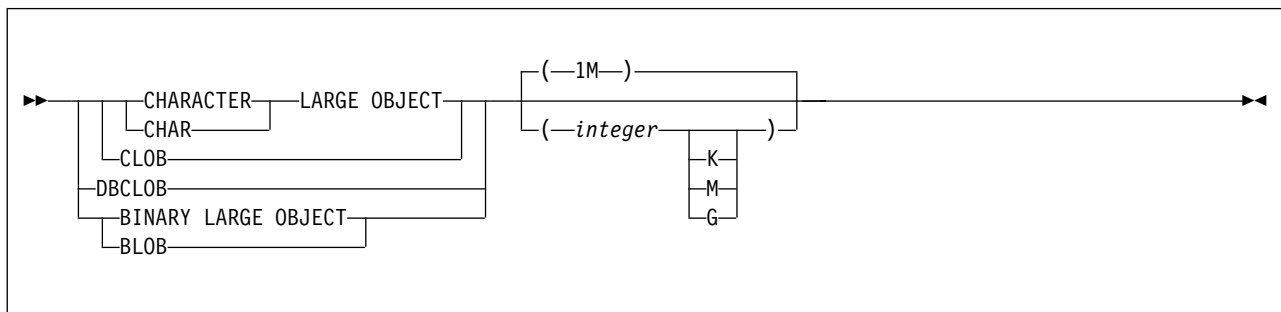 ( 1M )
CHARACTER LARGE OBJECT
CHAR ( integer )
CLOB K
DBCLOB M
BINARY LARGE OBJECT G
BLOB